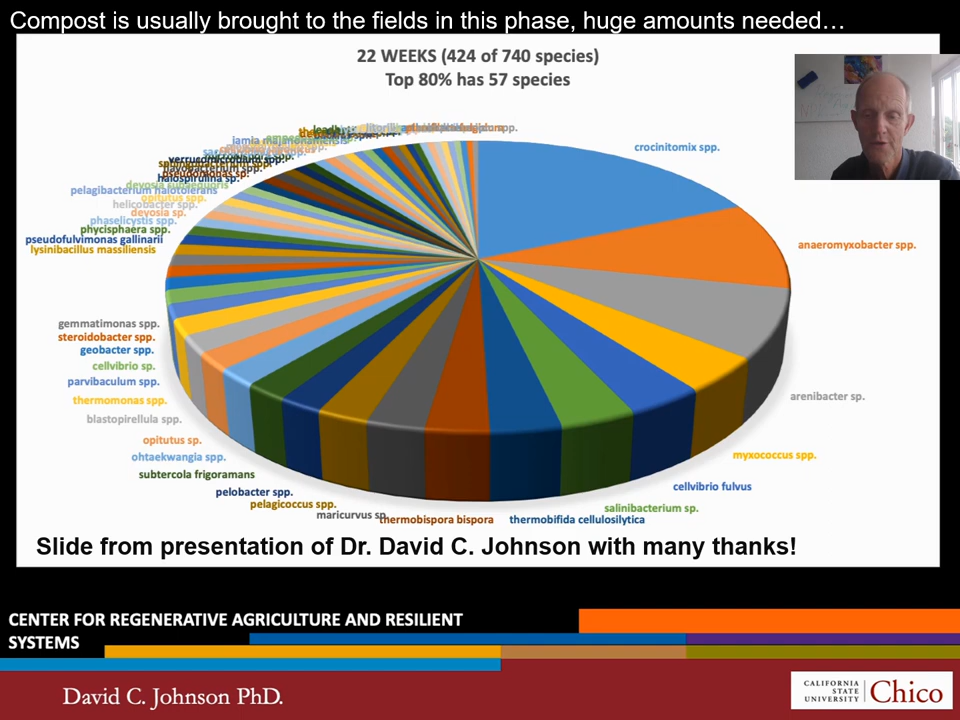 Compost is usually brought to the fields in this phase, huge amounts needed…
22 WEEKS (424 of 740 species)
Top 80% has 57 species
crocinitomix spp.
anaeromyxobacter spp.
arenibacter sp.
myxococcus spp.
cellvibrio fulvus
salinibacterium sp.
thermobifida cellulosilytica
thermobispora bispora
maricurvus sp.
pelagicoccus spp.
pelobacter spp.
subtercola frigoramans
ohtaekwangia spp.
opitutus sp.
blastopirellula spp.
thermomonas spp.
parvibaculum spp.
cellvibrio sp.
geobacter spp.
steroidobacter spp.
gemmatimonas spp.
lysinibacillus massiliensis
pseudofulvimonas gallinarii
phycisphaera spp.
phaselicystis spp.
devosia sp.
helicobacter spp.
opitutus spp.
pelagibacterium halotolerans
devosia subaequoris
halospirulina sp.
pseudomonas sp.
Slide from presentation of Dr. David C. Johnson with many thanks!
CENTER FOR REGENERATIVE AGRICULTURE AND RESILIENT
SYSTEMS
David C. Johnson PhD.
CALIFORNIA
STATE
UNIVERSITY
Chico